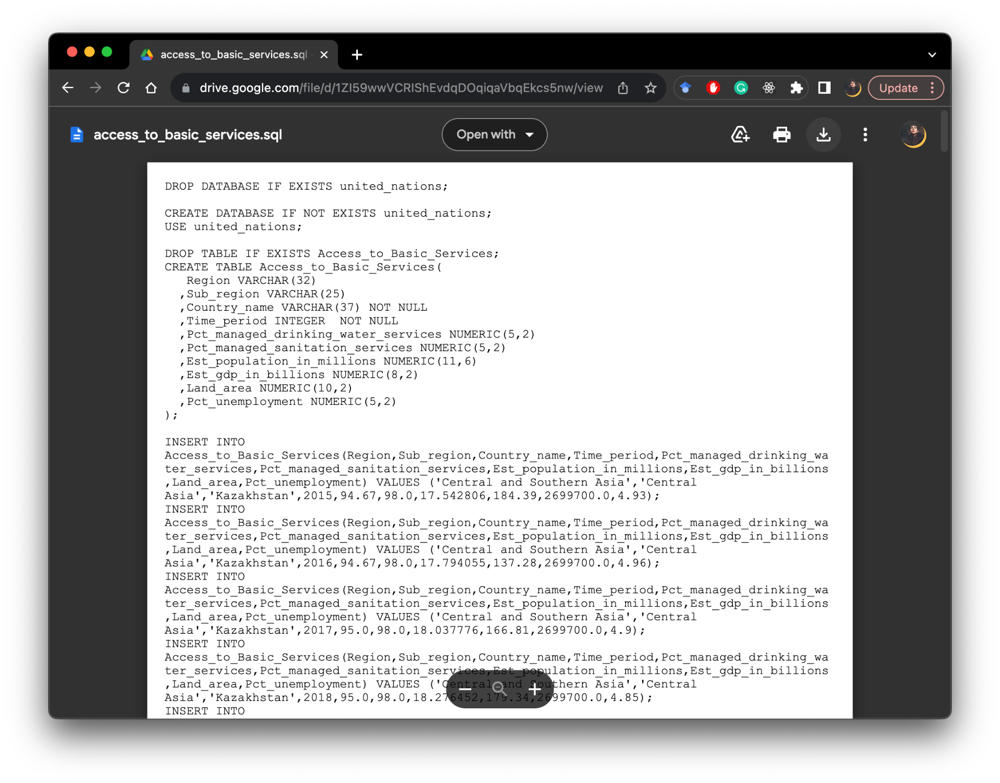 access_to_basic_services.sql -
drive.google.com/file/d/1ZI59wwVCRIShEvdqDOqiqaVbqEkcs5nw/view
Update
access_to_basic_services.sql
Open with
DROP DATABASE IF EXISTS united_nations;
CREATE DATABASE IF NOT EXISTS united_nations;
USE united_nations;
DROP TABLE IF EXISTS Access_to_Basic_Services;
CREATE TABLE Access_to_Basic_Services(
Region VARCHAR(32)
,Sub_region VARCHAR(25)
,Country_name VARCHAR(37) NOT NULL
,Time_period INTEGER  NOT NULL
,Pct_managed_drinking_water_services NUMERIC(5,2)
,Pct_managed_sanitation_services NUMERIC(5,2)
,Est_population_in_millions NUMERIC(11,6)
,Est_gdp_in_billions NUMERIC(8,2)
,Land_area NUMERIC(10,2)
,Pct_unemployment NUMERIC(5,2)
);
INSERT INTO
Access_to_Basic_Services(Region,Sub_region,Country_name,Time_period,Pct_managed_drinking_wa
ter_services,Pct_managed_sanitation_services,Est_population_in_millions,Est_gdp_in_billions
,Land_area,Pct_unemployment) VALUES ('Central and Southern Asia','Central
Asia','Kazakhstan',2015,94.67,98.0,17.542806,184.39,2699700.0,4.93);
INSERT INTO
Access_to_Basic_Services(Region,Sub_region,Country_name,Time_period,Pct_managed_drinking_wa
ter_services,Pct_managed_sanitation_services,Est_population_in_millions,Est_gdp_in_billions
,Land_area,Pct_unemployment) VALUES ('Central and Southern Asia','Central
Asia','Kazakhstan',2016,94.67,98.0,17.794055,137.28,2699700.0,4.96);
INSERT INTO
Access_to_Basic_Services(Region,Sub_region,Country_name,Time_period,Pct_managed_drinking_wa
ter_services,Pct_managed_sanitation_services,Est_population_in_millions,Est_gdp_in_billions
,Land_area,Pct_unemployment) VALUES ('Central and Southern Asia','Central
Asia','Kazakhstan',2017,95.0,98.0,18.037776,166.81,2699700.0,4.9);
INSERT INTO
Access_to_Basic_Services(Region,Sub_region,Country_name,Time_period,Pct_managed_drinking_wa
ter_services,Pct_managed_sanitation_services,Est_population_in_millions,Est_gdp_in_billions
,Land_area,Pct_unemployment) VALUES ('Central and Southern Asia','Central
Asia','Kazakhstan',2018,95.0,98.0,18.276452,179.34,2699700.0,4.85);
INSERT INTO